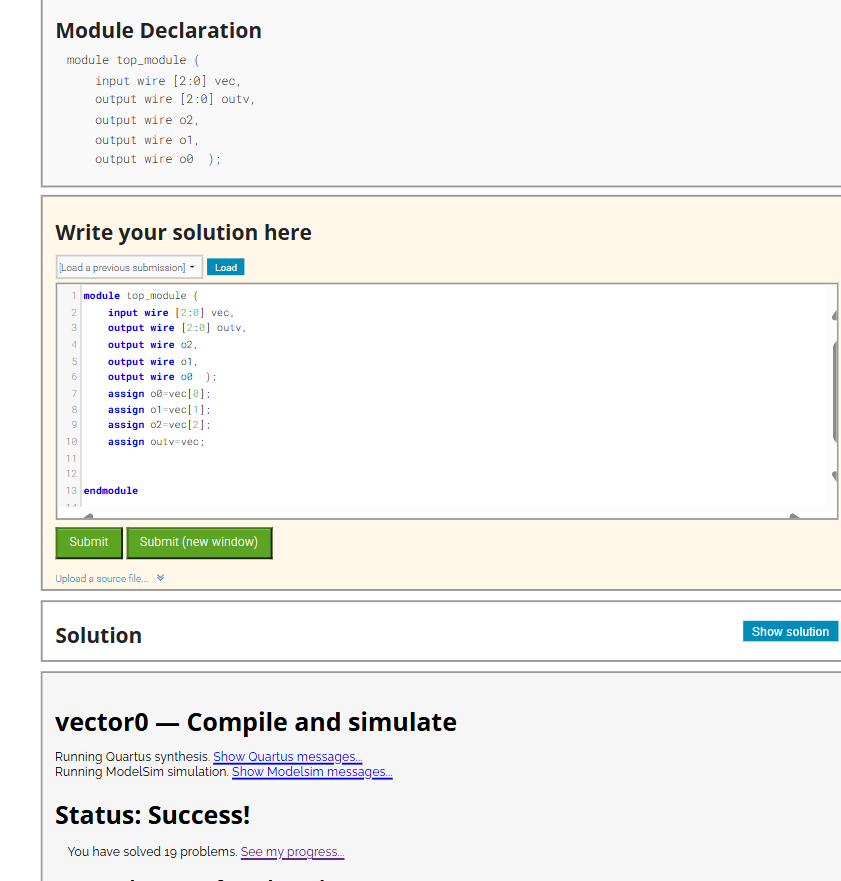 Module Declaration
module top_module (
    input wire [2:0] vec,
    output wire [2:0] outv,
    output wire o2,
    output wire o1,
    output wire o0  );
Write your solution here
[Load a previous submission] Load
1 module top_module (
2     input wire [2:0] vec,
3     output wire [2:0] outv,
4     output wire o2,
5     output wire o1,
6     output wire o0  );
7     assign o0=vec[0];
8     assign o1=vec[1];
9     assign o2=vec[2];
10     assign outv=vec;
11
12
13 endmodule
14
Submit Submit (new window)
Upload a source file...
Solution Show solution
vector0 — Compile and simulate
Running Quartus synthesis. Show Quartus messages...
Running ModelSim simulation. Show Modelsim messages...
Status: Success!
You have solved 19 problems. See my progress...